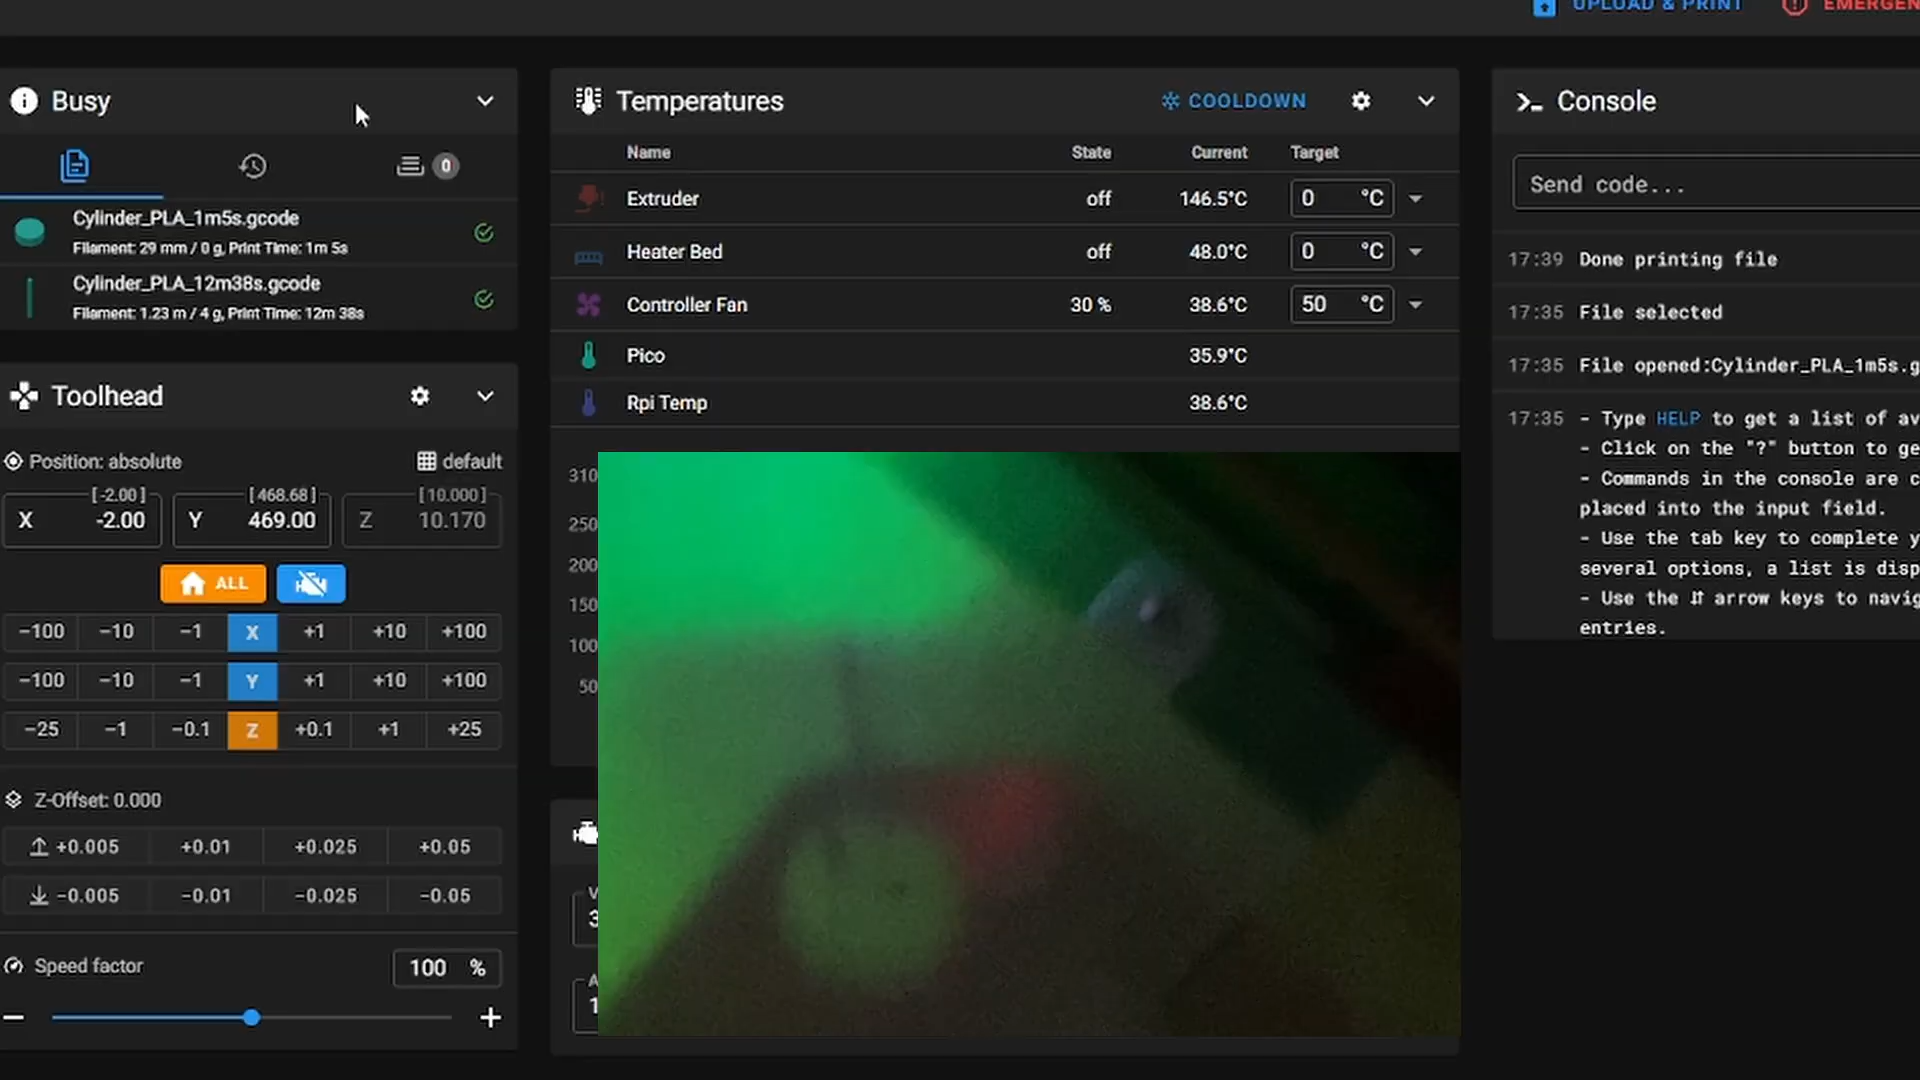 UPLOAD & PRINT
Busy
0
Cylinder_PLA_1m5s.gcode
Filament: 29 mm / 0 g, Print Time: 1m 5s
Cylinder_PLA_12m38s.gcode
Filament: 1.23 m / 4 g, Print Time: 12m 38s
Toolhead
Position: absolute
default
[ -2.00 ]
[ 468.68 ]
[ 10.000 ]
X -2.00
Y 469.00
Z 10.170
ALL
-100 -10 -1 X +1 +10 +100
-100 -10 -1 Y +1 +10 +100
-25 -1 -0.1 Z +0.1 +1 +25
Z-Offset: 0.000
+0.005 +0.01 +0.025 +0.05
-0.005 -0.01 -0.025 -0.05
Speed factor
100 %
Temperatures
COOLDOWN
Name State Current Target
Extruder off 146.5°C 0 °C
Heater Bed off 48.0°C 0 °C
Controller Fan 30 % 38.6°C 50 °C
Pico 35.9°C
Rpi Temp 38.6°C
310
250
200
150
100
50
Console
>_
Send code...
17:39 Done printing file
17:35 File selected
17:35 File opened:Cylinder_PLA_1m5s.g
17:35 - Type HELP to get a list of av
- Click on the "?" button to ge
- Commands in the console are c
placed into the input field.
- Use the tab key to complete y
several options, a list is disp
- Use the ⇵ arrow keys to navig
entries.